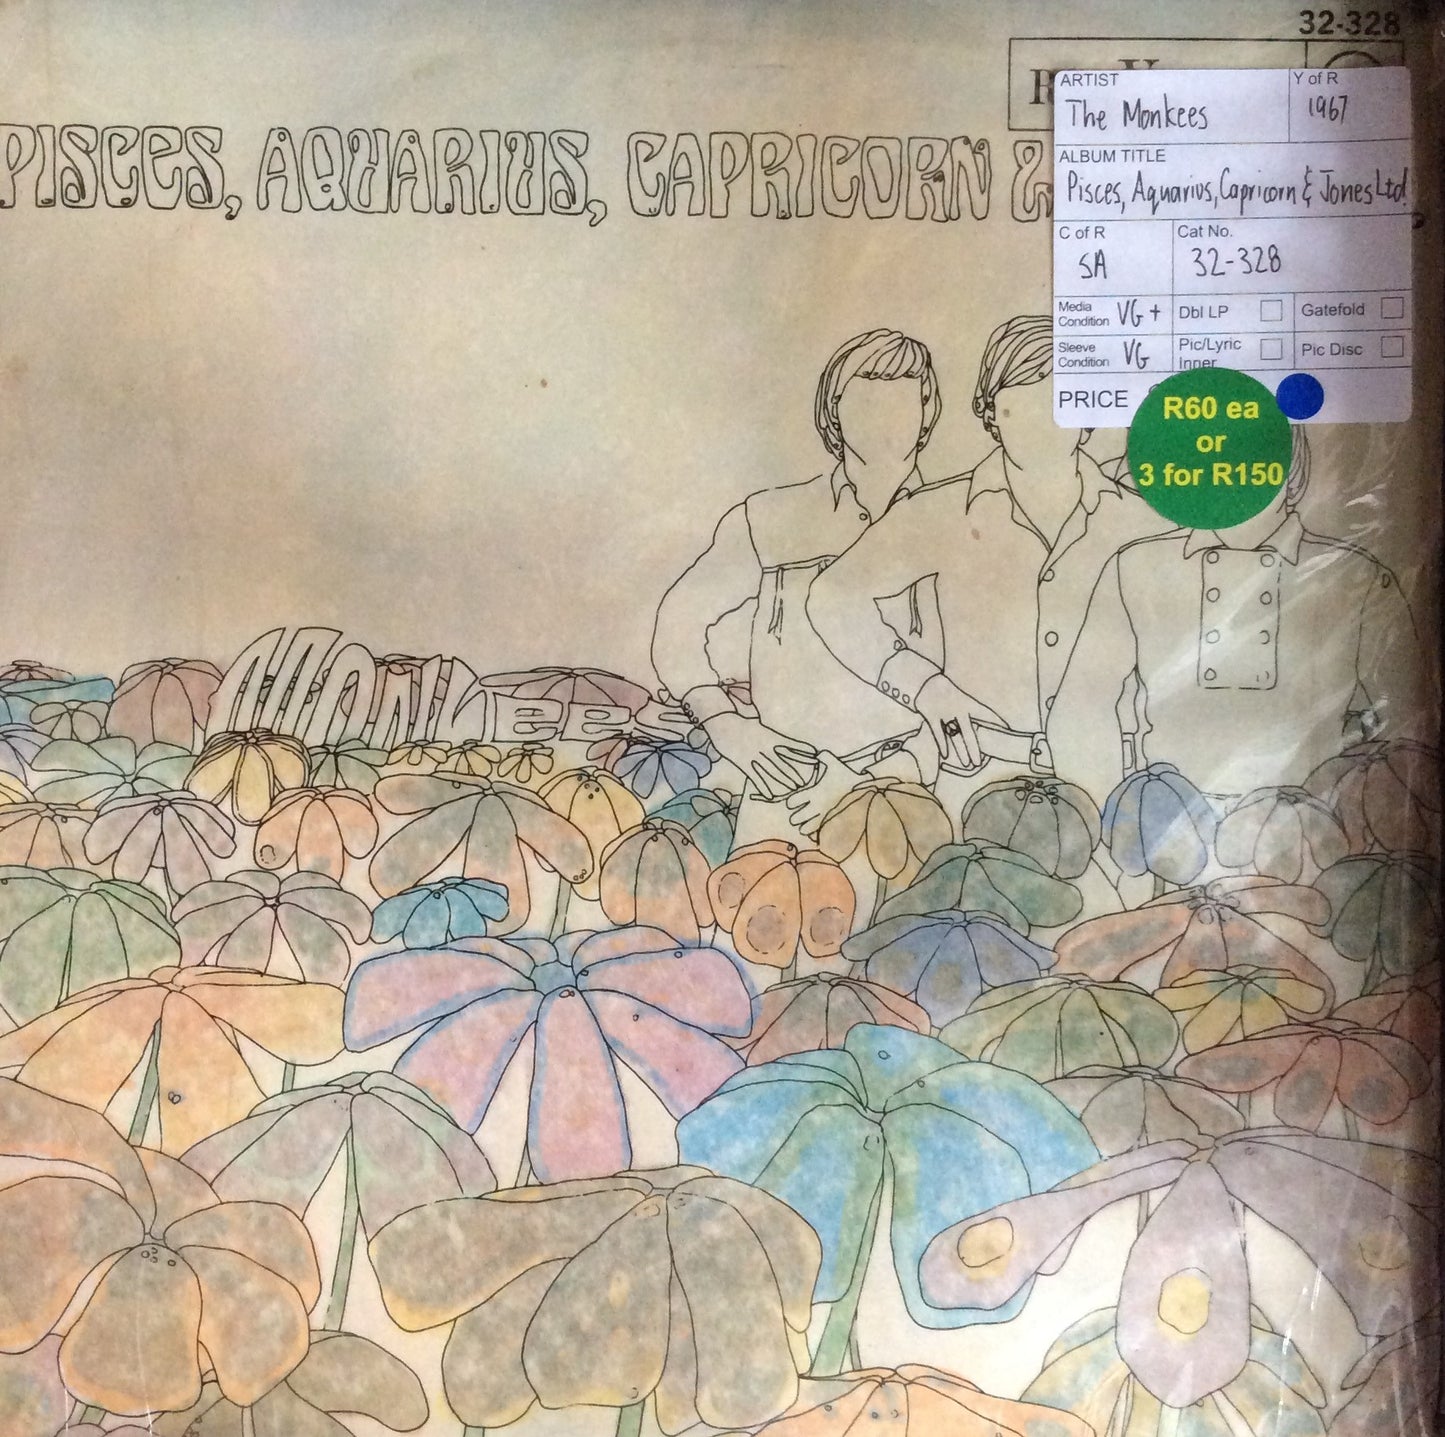 32-328
PISCES, AQUARIUS, CAPRICORN &
MONKEES
ARTIST
Y of R
The Monkees
1967
ALBUM TITLE
Pisces, Aquarius, Capricorn & Jones Ltd.
C of R
Cat No.
SA
32-328
Media
Condition
VG+
Dbl LP
Gatefold
Sleeve
Condition
VG
Pic/Lyric
Inner
Pic Disc
PRICE
R60 ea
or
3 for R150